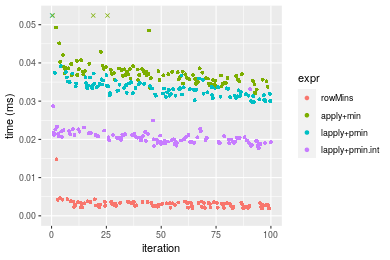 0.05
0.04
0.03
0.02
0.01
0.00
time (ms)
0
25
50
75
100
iteration
expr
rowMins
apply+min
lapply+pmin
lapply+pmin.int